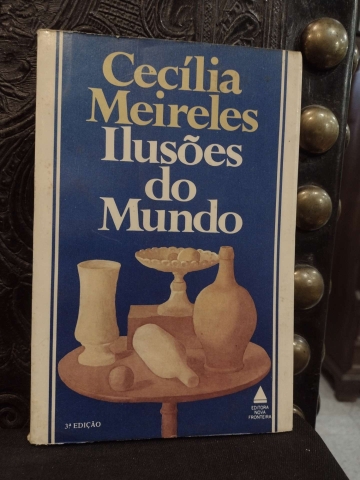 Cecília
Meireles
Ilusões
do
Mundo
3ª EDIÇÃO
EDITORA
NOVA
FRONTEIRA